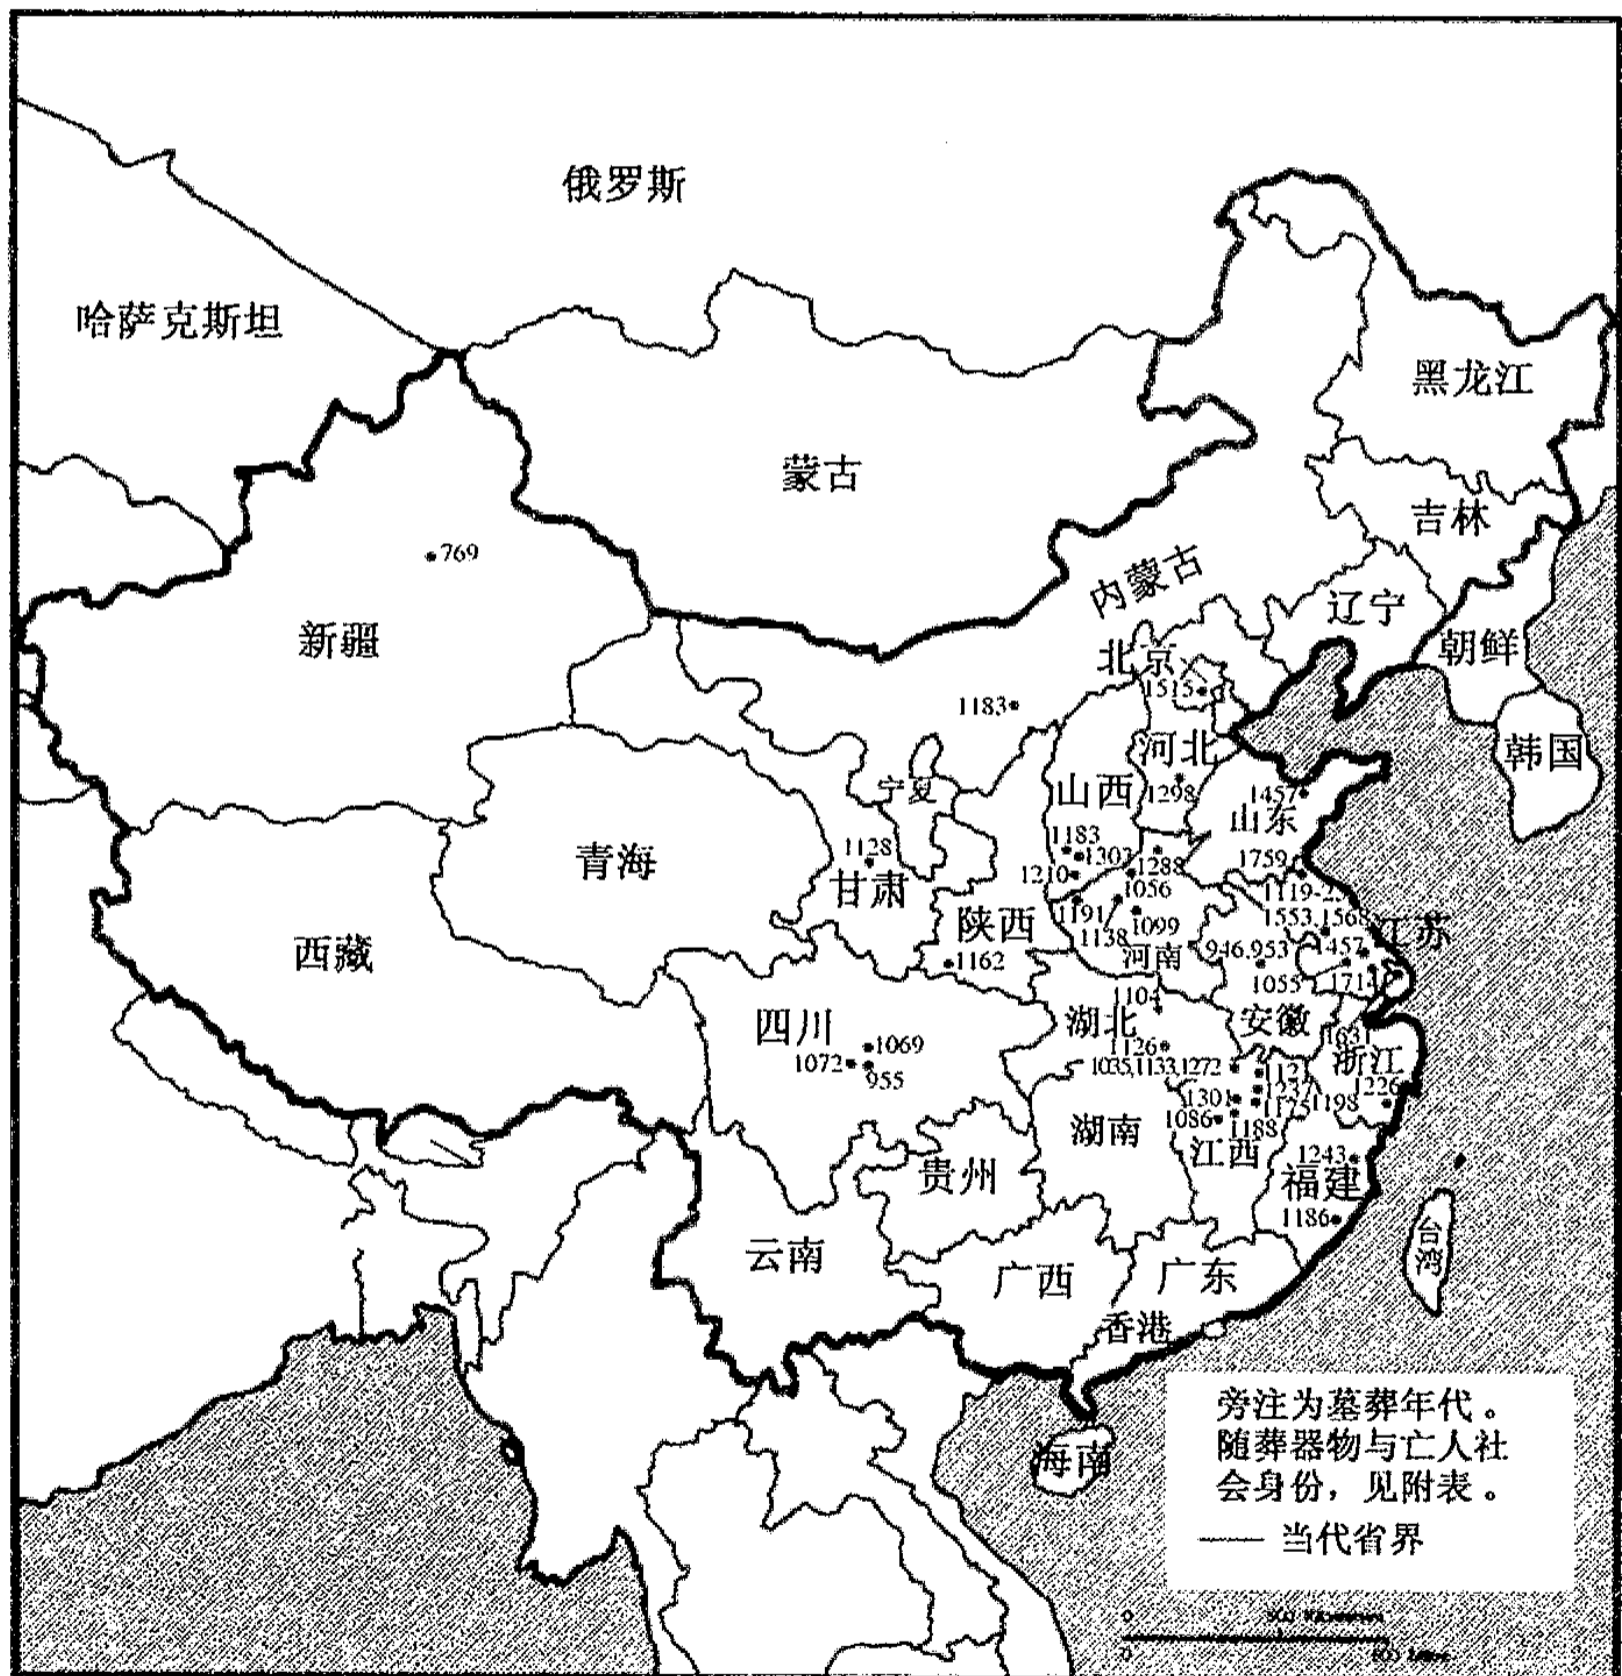 俄罗斯
哈萨克斯坦
黑龙江
蒙古
吉林
769
内蒙古
辽宁
新疆
北京
朝鲜
1515
1183
河北
韩国
宁夏
山西
1298
1457
山东
1183
1128
1303
1288
1759
青海
甘肃
1210
1056
1191
1099
1553,1568
江苏
陕西
1138
河南
946,953
1457
西藏
1162
1055
1104
四川
湖北
安徽
1631
1069
1126
浙江
1072
1035,1133,1272
955
1226
1301
1175
1198
1086
1188
湖南
江西
1243
贵州
福建
1186
云南
台湾
广西
广东
香港
海南
旁注为墓葬年代。
随葬器物与亡人社
会身份，见附表。
当代省界